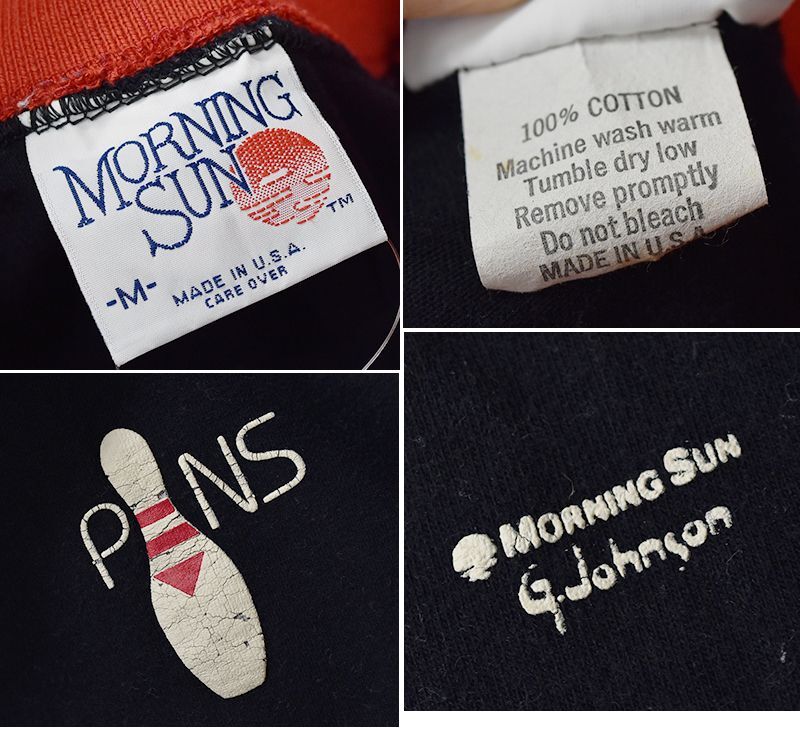 MORNING
SUN
TM
-M-
MADE IN U.S.A.
CARE OVER
100% COTTON
Machine wash warm
Tumble dry low
Remove promptly
Do not bleach
MADE IN U.S.A
P NS
MORNING SUN
G.Johnson